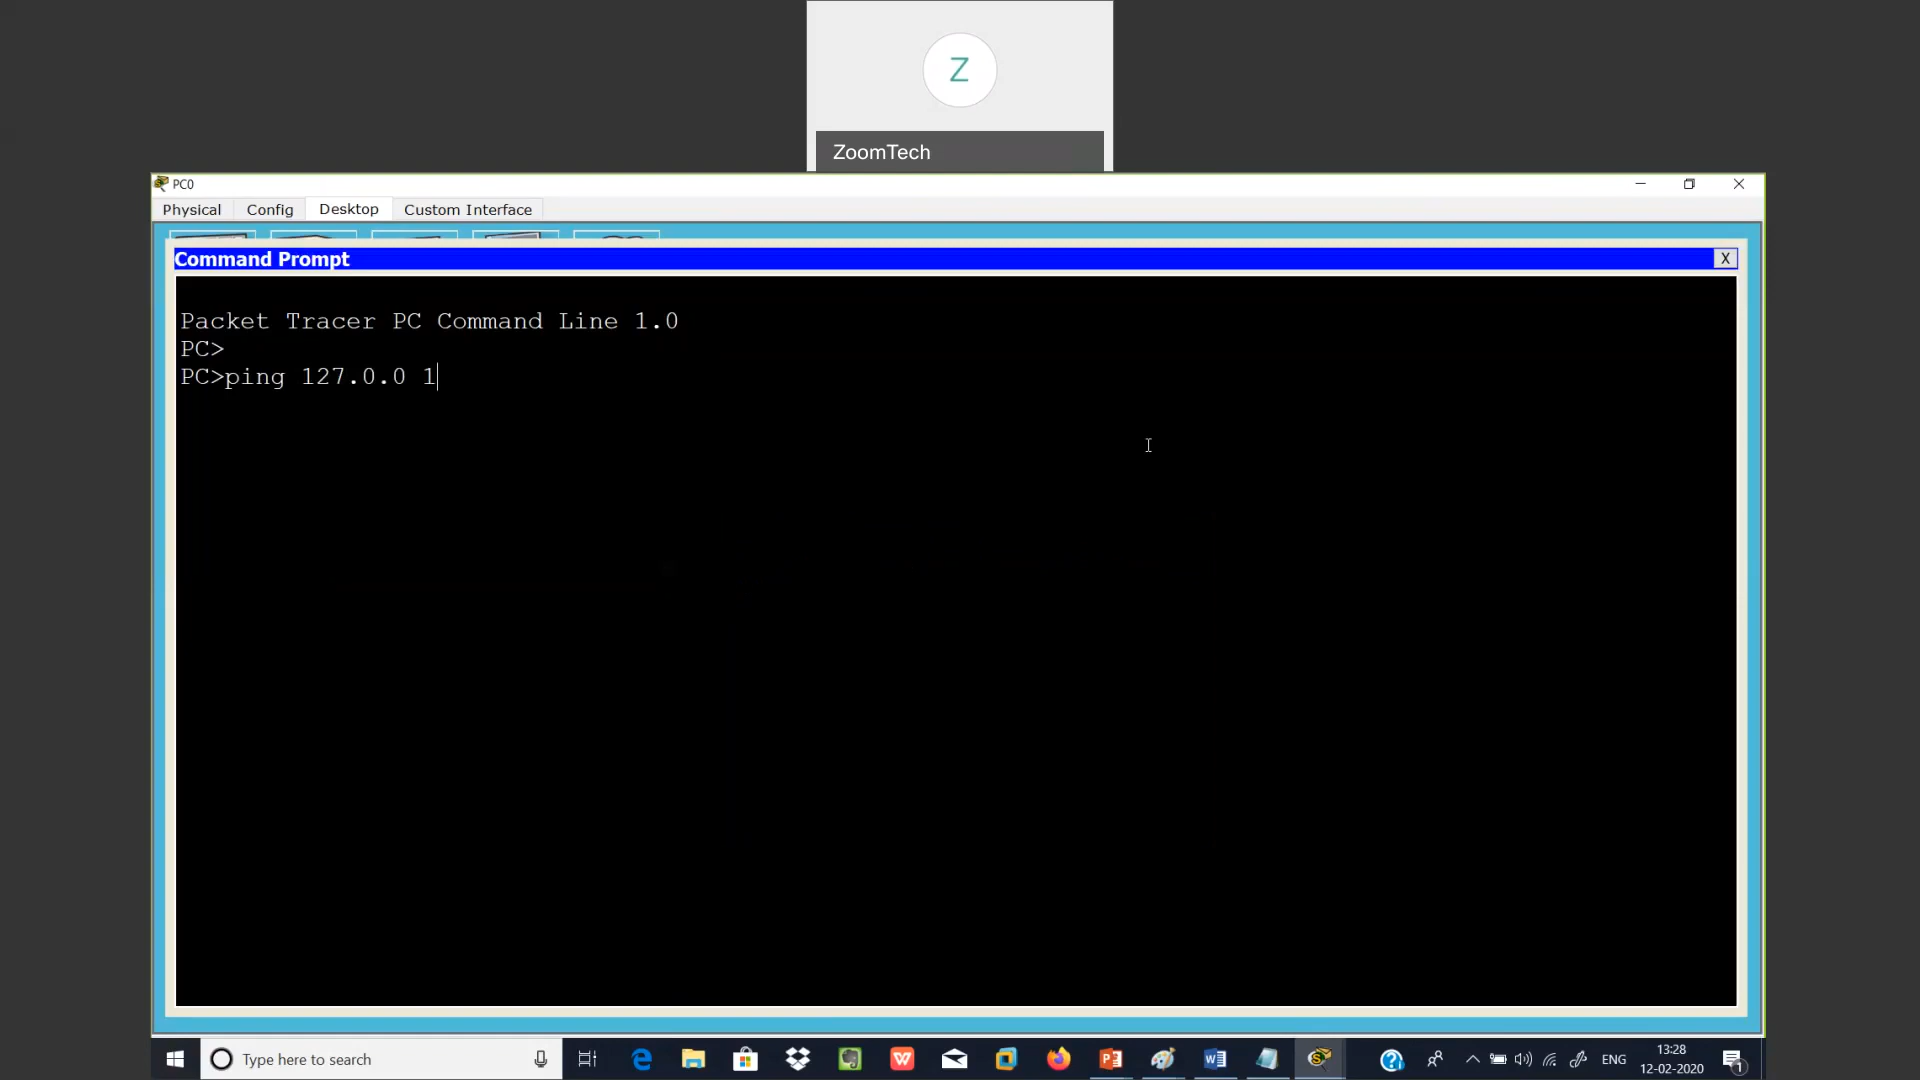 Z
ZoomTech
PC0
Physical Config Desktop Custom Interface
Command Prompt X
Packet Tracer PC Command Line 1.0
PC>
PC>ping 127.0.0 1
Type here to search
ENG
13:28
12-02-2020
1